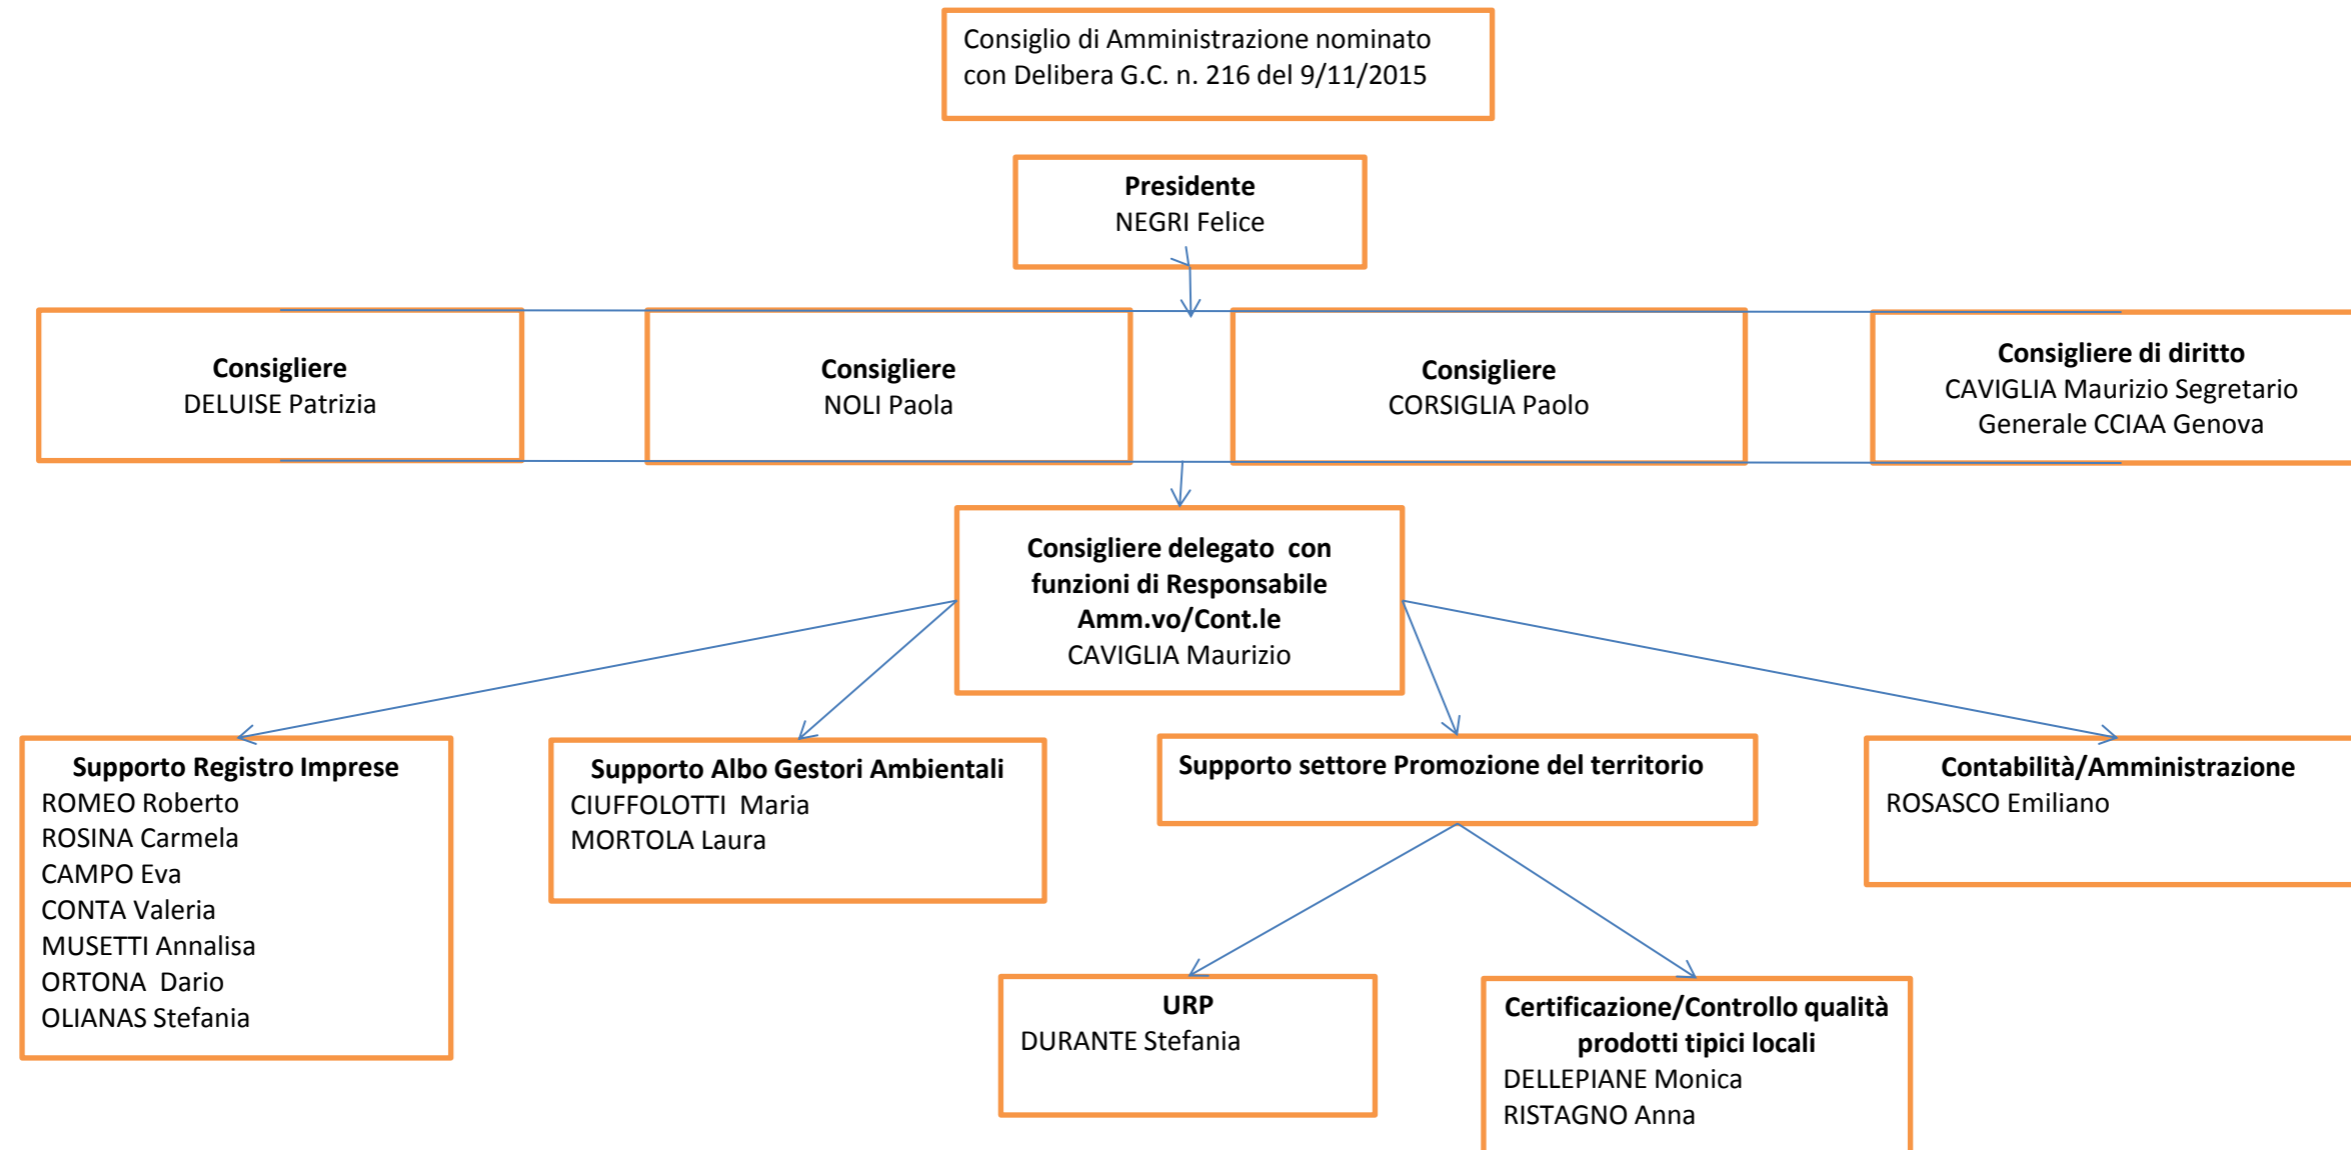 Consiglio di Amministrazione nominato
con Delibera G.C. n. 216 del 9/11/2015
Presidente
NEGRI Felice
Consigliere
DELUISE Patrizia
Consigliere
NOLI Paola
Consigliere
CORSIGLIA Paolo
Consigliere di diritto
CAVIGLIA Maurizio Segretario
Generale CCIAA Genova
Consigliere delegato con
funzioni di Responsabile
Amm.vo/Cont.le
CAVIGLIA Maurizio
Supporto Registro Imprese
ROMEO Roberto
ROSINA Carmela
CAMPO Eva
CONTA Valeria
MUSETTI Annalisa
ORTONA Dario
OLIANAS Stefania
Supporto Albo Gestori Ambientali
CIUFFOLOTTI Maria
MORTOLA Laura
Supporto settore Promozione del territorio
Contabilità/Amministrazione
ROSASCO Emiliano
URP
DURANTE Stefania
Certificazione/Controllo qualità
prodotti tipici locali
DELLEPIANE Monica
RISTAGNO Anna